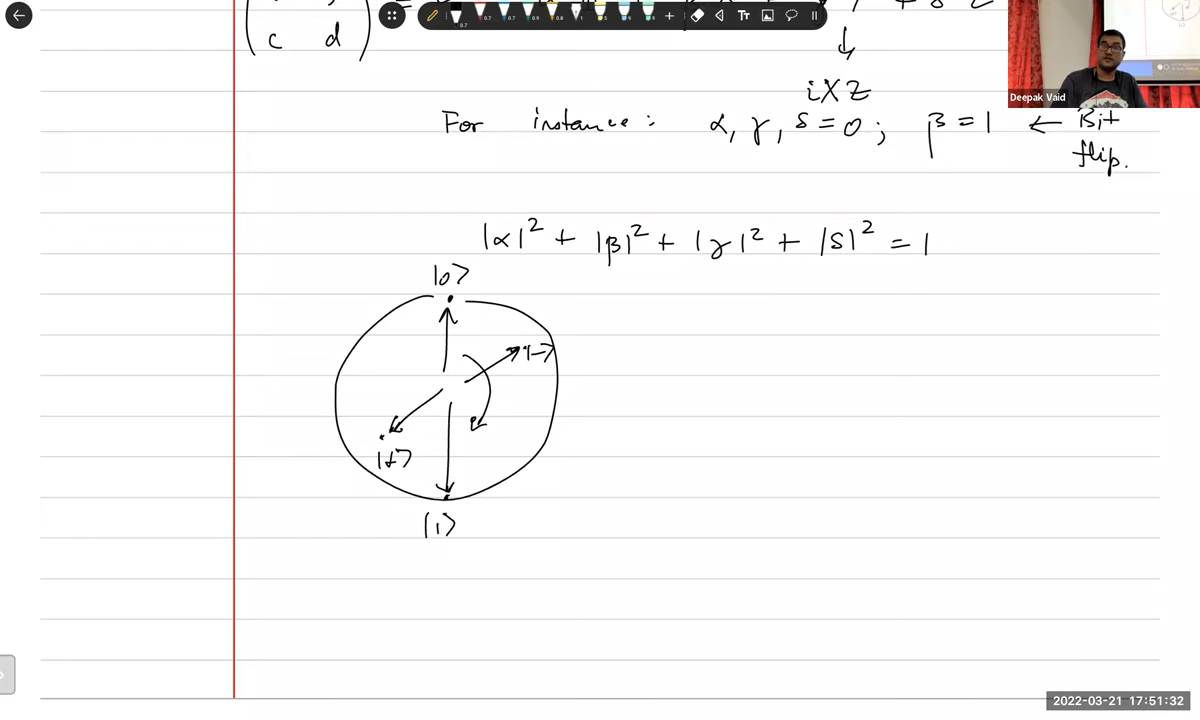 c d
iXZ
For instance : α, γ, δ = 0 ; β = 1 ← Bit flip.
|α|² + |β|² + |γ|² + |δ|² = 1
|0>
|->
|+>
|1>
Deepak Vaid
2022-03-21 17:51:32